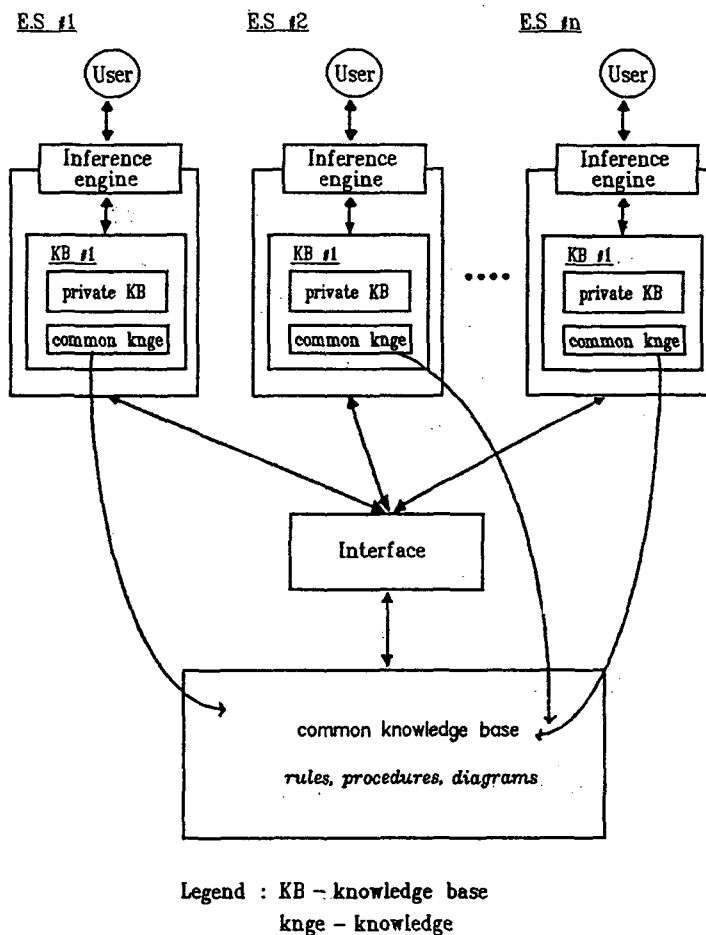 E.S #1
E.S #2
E.S #n
User
User
User
Inference
engine
Inference
engine
Inference
engine
KB #1
private KB
common knge
KB #1
private KB
common knge
KB #1
private KB
common knge
Interface
common knowledge base
rules, procedures, diagrams
Legend : KB – knowledge base
knge – knowledge